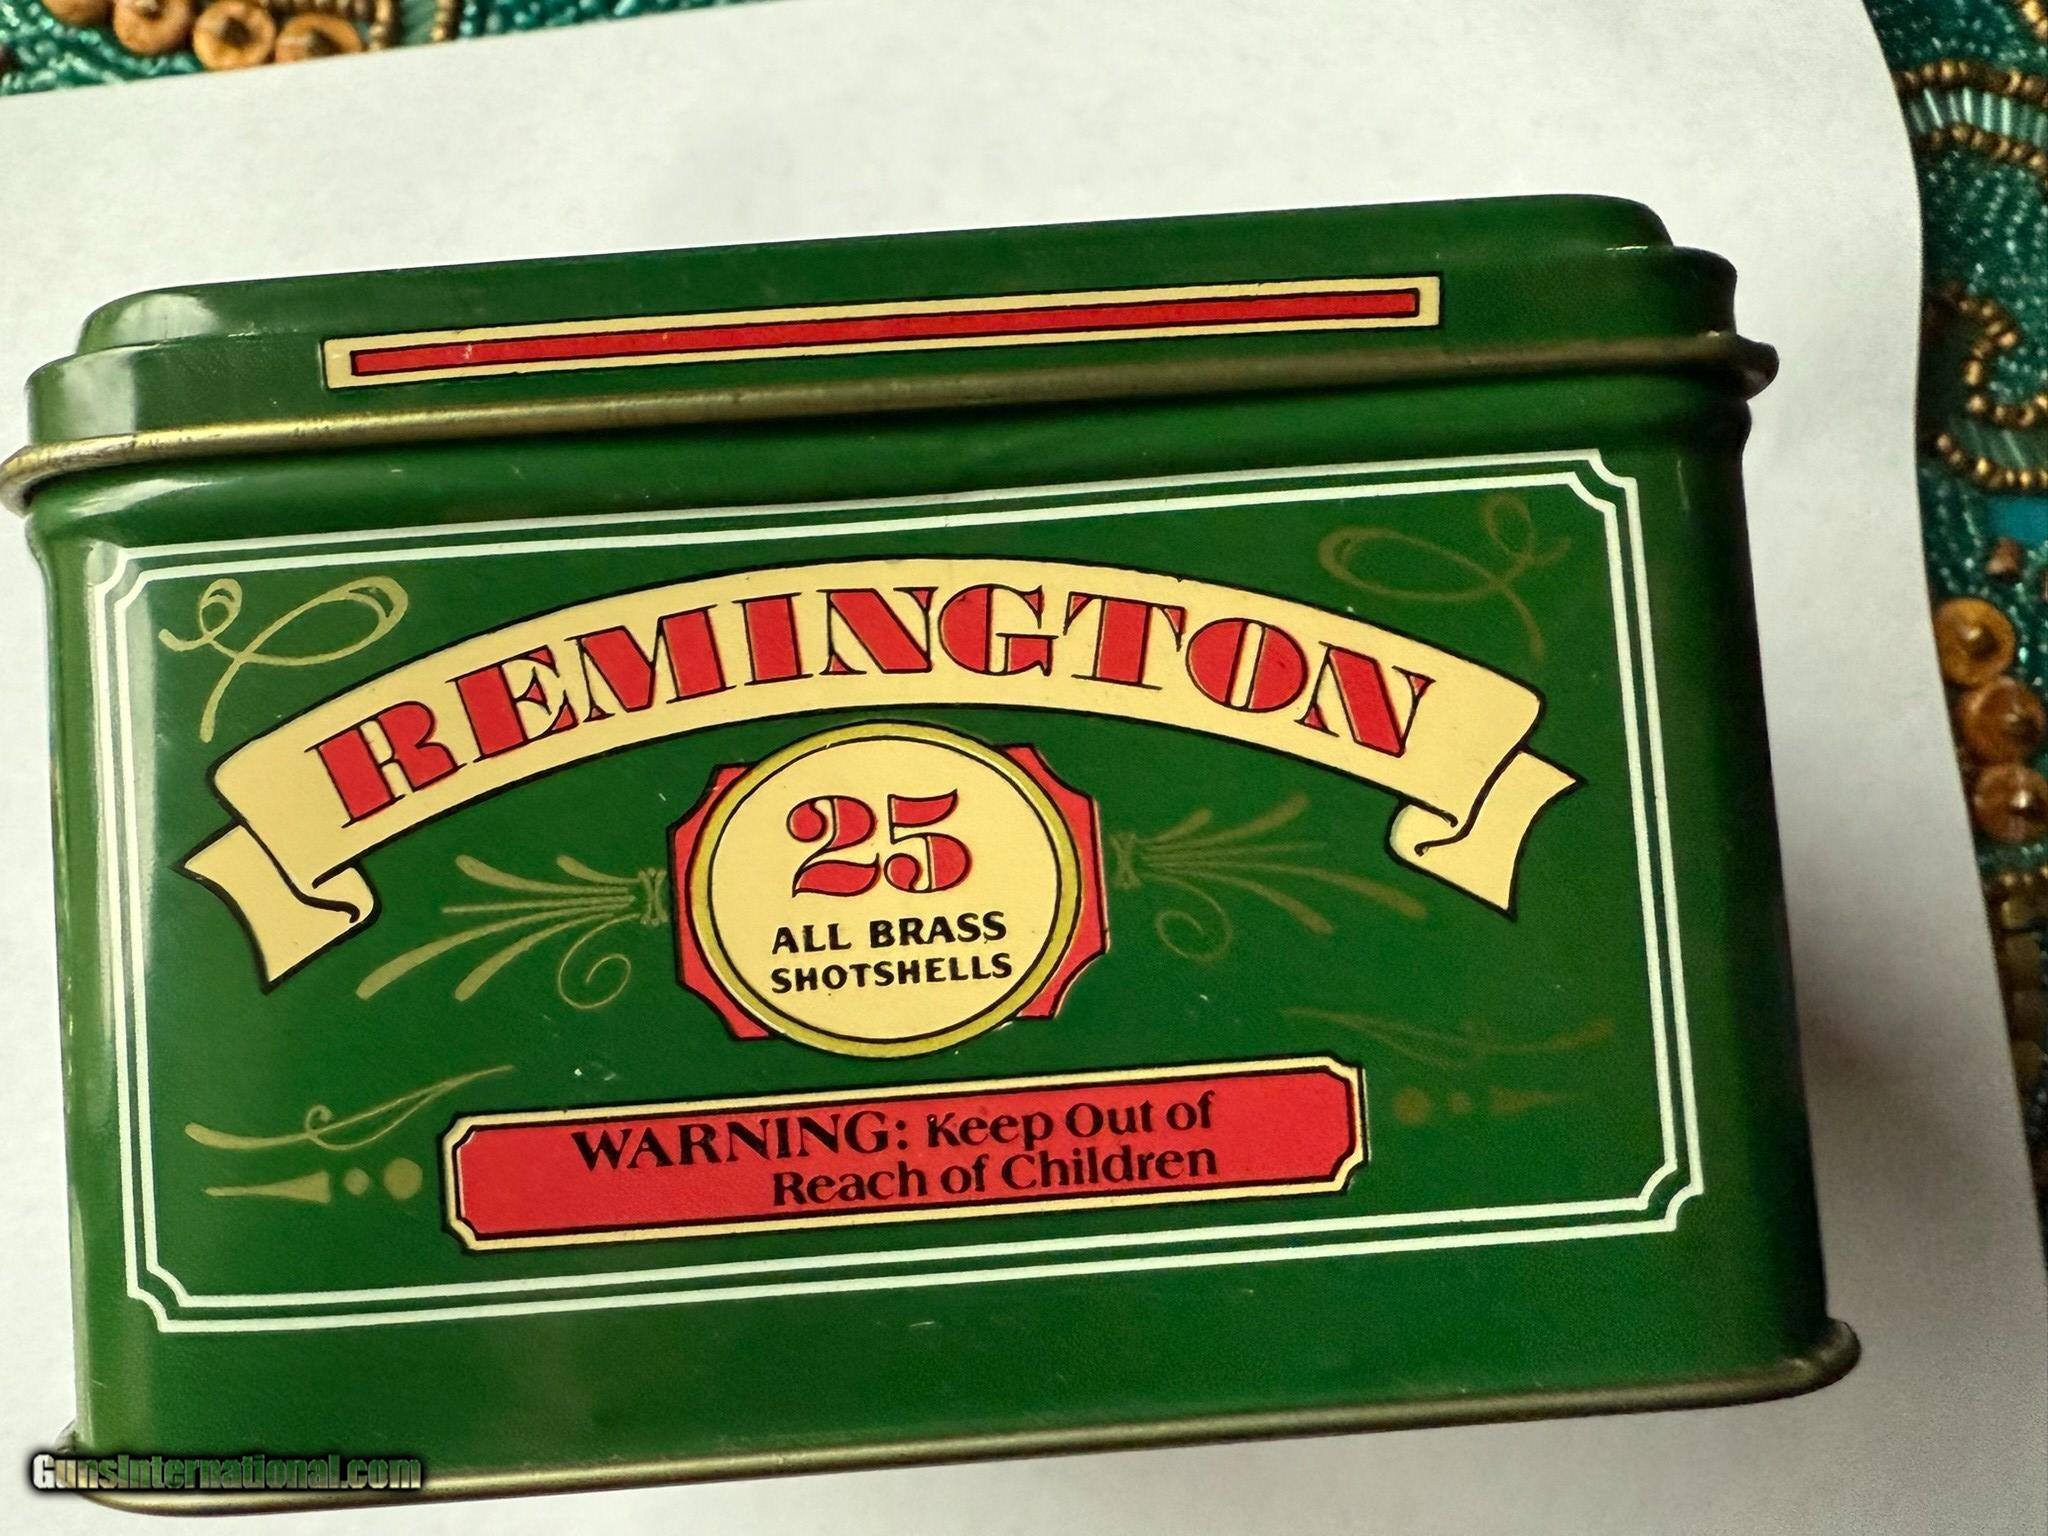 REMINGTON
25
ALL BRASS
SHOTSHELLS
WARNING: Keep Out of
Reach of Children
GunsInternational.com